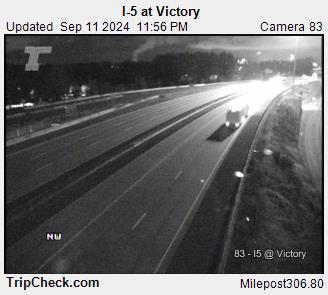 I-5 at Victory
Updated Sep 11 2024 11:56 PM Camera 83
T
NW
83 - I5 @ Victory
TripCheck.com Milepost306.80